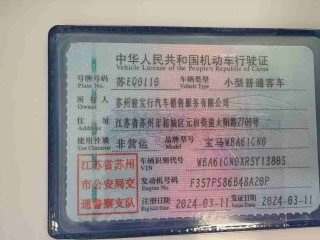 中华人民共和国机动车行驶证
Vehicle License of the People's Republic of China
号牌号码 苏EQ0110 车辆类型 小型普通客车
Plate No. Vehicle Type
所有人 苏州骏宝行汽车销售服务有限公司
Owner
住址 江苏省苏州市相城区元和街道太阳路2700号
Address
使用性质 非营运 品牌型号 宝马WBA61GN0
Use Character Model
江苏省苏州市公安局交通警察支队
车辆识别代号 WBA61GN0XRSY13805
VIN
发动机号码 F357P586B48A20P
Engine No.
注册日期 2024-03-11 发证日期 2024-03-11
Register Date Issue Date